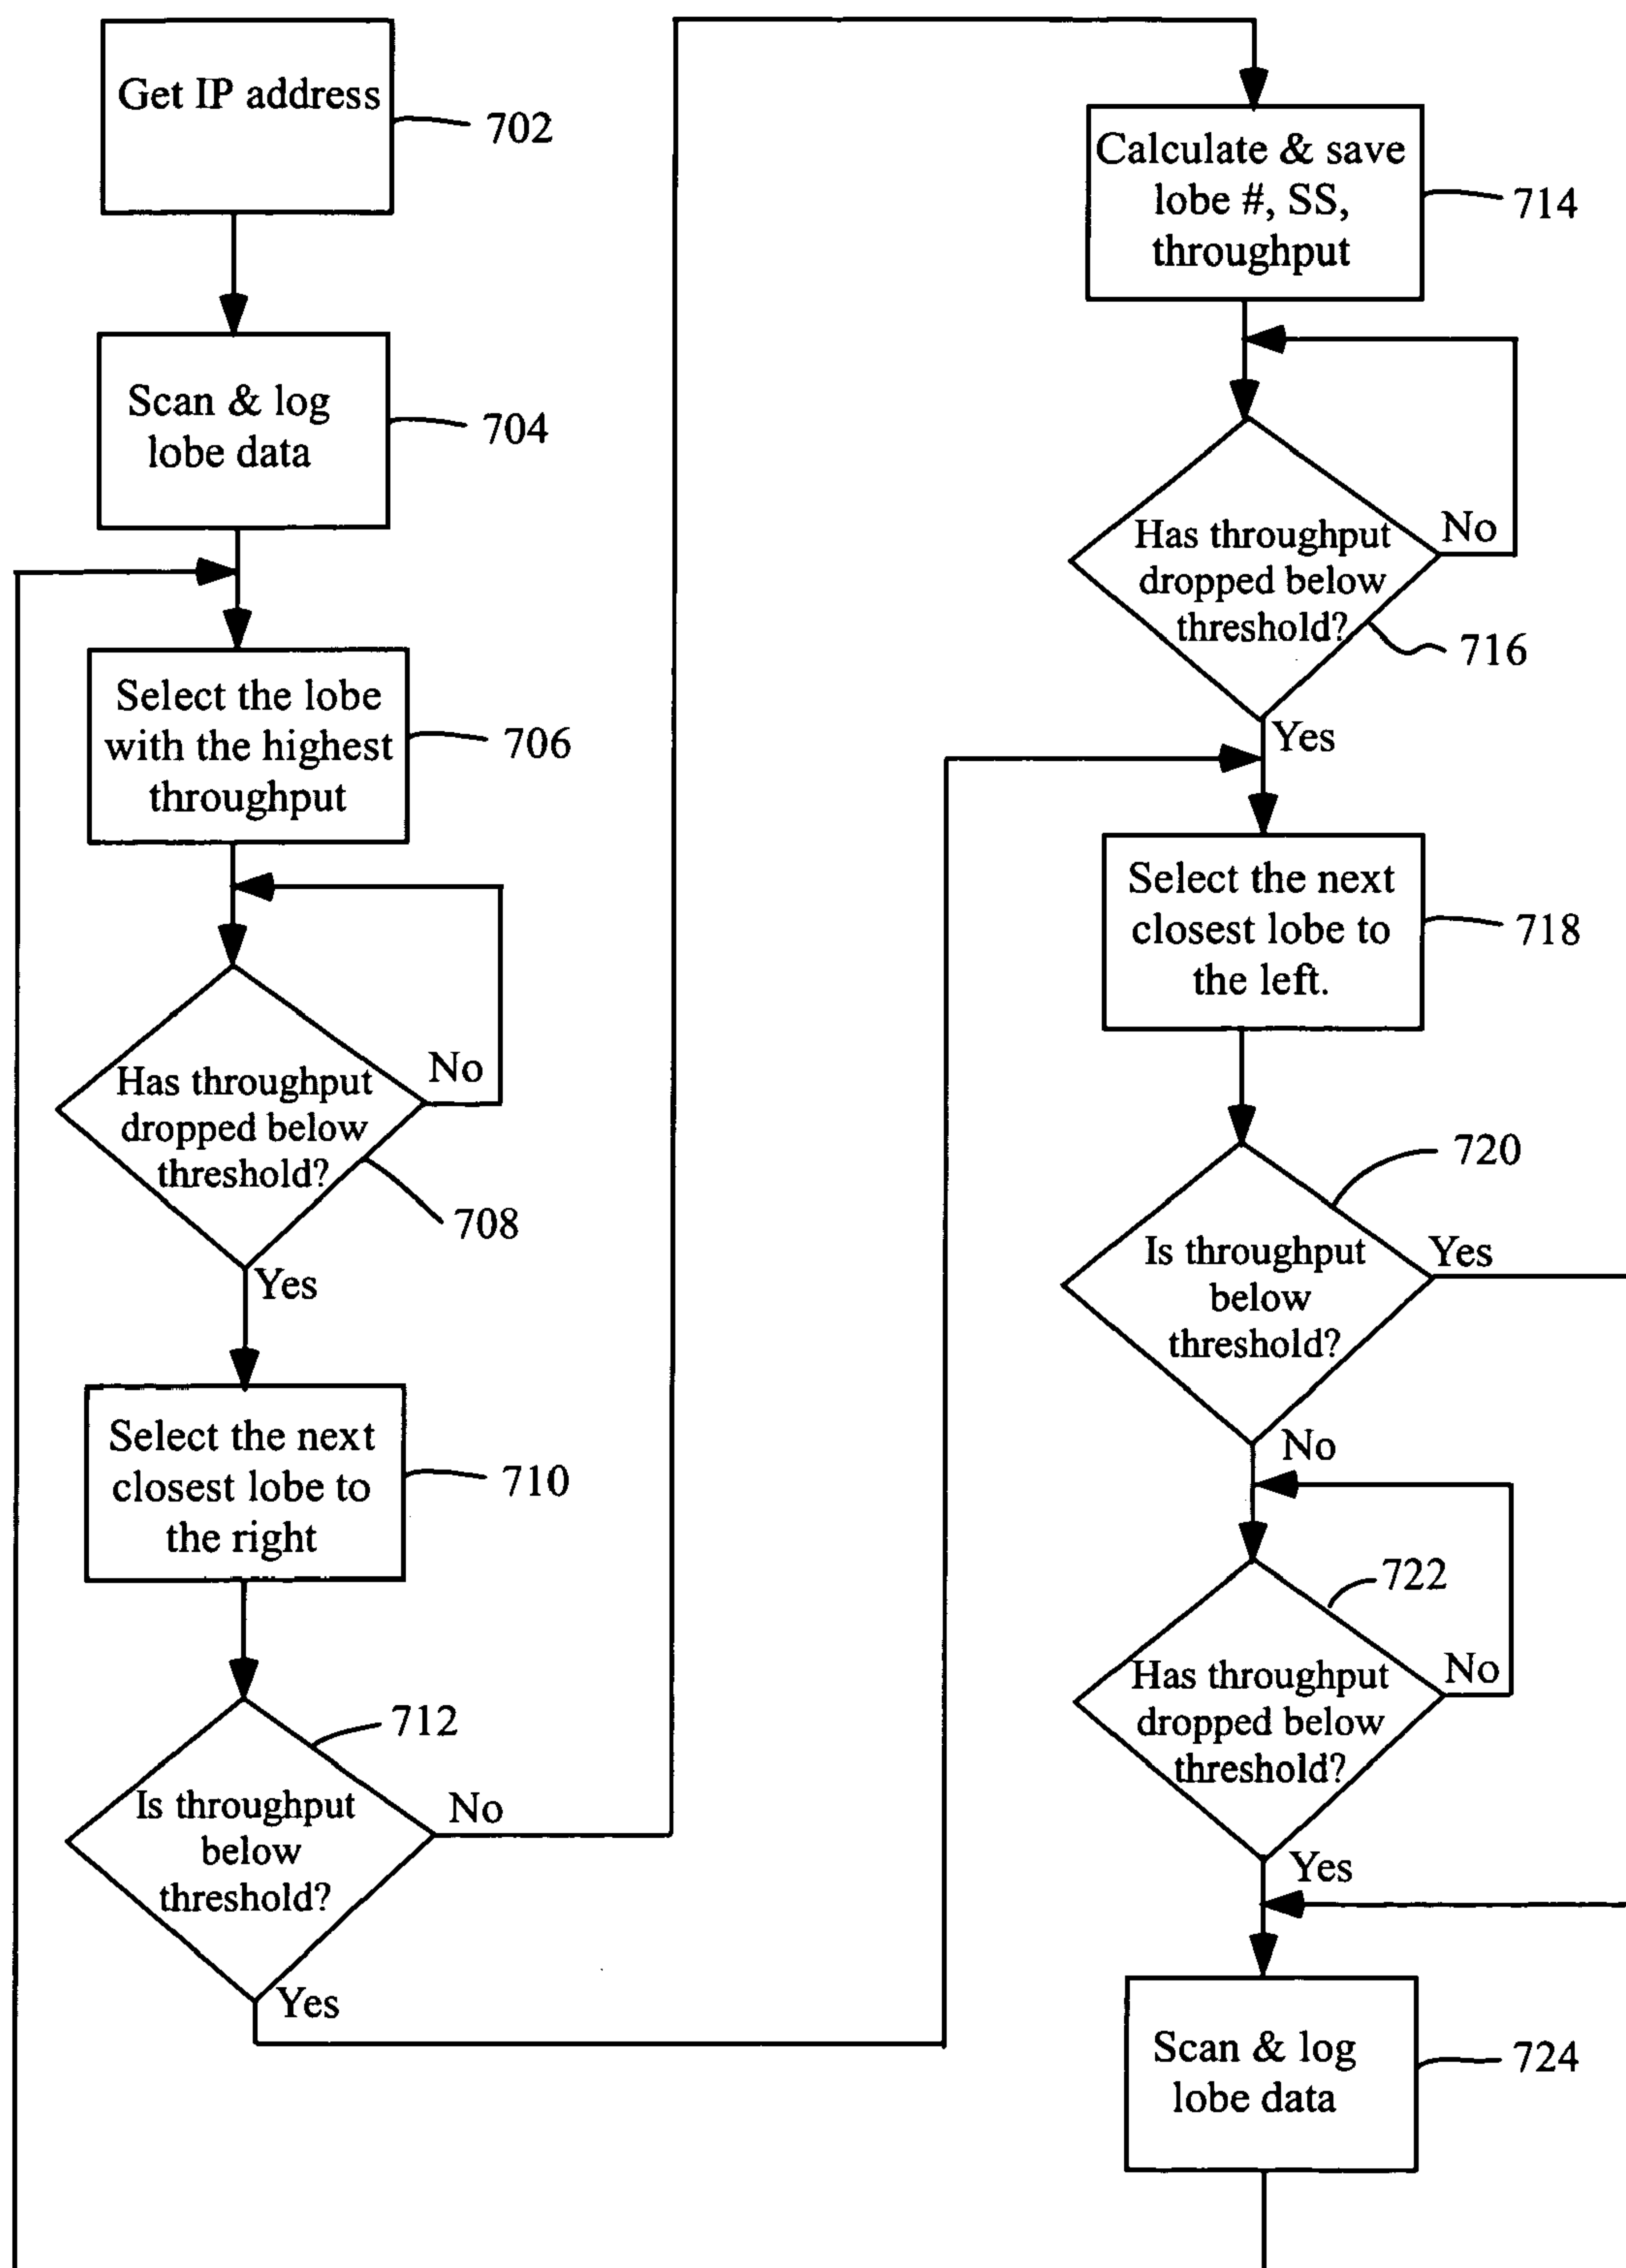 Get IP address
702
Scan & log
lobe data
704
Select the lobe
with the highest
throughput
706
Has throughput
dropped below
threshold?
No
708
Yes
Select the next
closest lobe to
the right
710
712
Is throughput
below
threshold?
No
Yes
Calculate & save
lobe #, SS,
throughput
714
Has throughput
dropped below
threshold?
No
716
Yes
Select the next
closest lobe to
the left.
718
720
Is throughput
below
threshold?
Yes
No
722
Has throughput
dropped below
threshold?
No
Yes
Scan & log
lobe data
724